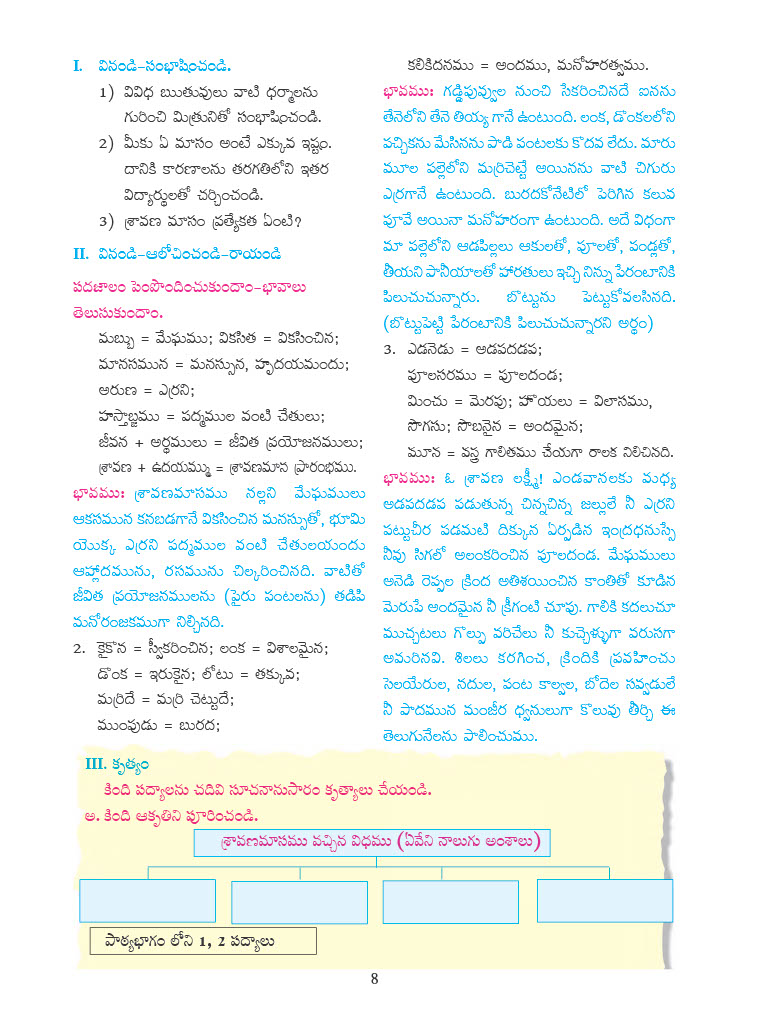 I. వినండి–సంభాషించండి.
1) వివిధ ఋతువులు వాటి ధర్మాలను
గురించి మిత్రునితో సంభాషించండి.
2) మీకు ఏ మాసం అంటే ఎక్కువ ఇష్టం.
దానికి కారణాలను తరగతిలోని ఇతర
విద్యార్థులతో చర్చించండి.
3) శ్రావణ మాసం ప్రత్యేకత ఏంటి?
II. వినండి–ఆలోచించండి–రాయండి
పదజాలం పెంపొందించుకుందాం–భావాలు
తెలుసుకుందాం.
మబ్బు = మేఘము; వికసిత = వికసించిన;
మానసమున = మనస్సున, హృదయమందు;
అరుణ = ఎర్రని;
హస్తాబ్జము = పద్మముల వంటి చేతులు;
జీవన + అర్థములు = జీవిత ప్రయోజనములు;
శ్రావణ + ఉదయమ్ము = శ్రావణమాస ప్రారంభము.
భావము: శ్రావణమాసము నల్లని మేఘములు
ఆకసమున కనబడగానే వికసించిన మనస్సుతో, భూమి
యొక్క ఎర్రని పద్మముల వంటి చేతులయందు
ఆహ్లాదమును, రసమును చిల్కరించినది. వాటితో
జీవిత ప్రయోజనములను (పైరు పంటలను) తడిపి
మనోరంజకముగా నిల్చినది.
2. కైకొన = స్వీకరించిన; లంక = విశాలమైన;
డొంక = ఇరుకైన; లోటు = తక్కువ;
మర్రిదే = మర్రి చెట్టుదే;
ముంపుడు = బురద;
కలికిదనము = అందము, మనోహరత్వము.
భావము: గడ్డిపువ్వుల నుంచి సేకరించినదే ఐనను
తేనెలోని తేనె తియ్య గానే ఉంటుంది. లంక, డొంకలలోని
పచ్చికను మేసినను పాడి వంటలకు కొదవ లేదు. మారు
మూల పల్లెలోని మర్రిచెట్టే అయినను వాటి చిగురు
ఎర్రగానే ఉంటుంది. బురదకోనేటిలో పెరిగిన కలువ
పూవే అయినా మనోహరంగా ఉంటుంది. అదే విధంగా
మా పల్లెలోని ఆడపిల్లలు ఆకులతో, పూలతో, పండ్లతో,
తీయని పానీయాలతో హారతులు ఇచ్చి నిన్ను పేరంటానికి
పిలుచుచున్నారు. బొట్టును పెట్టుకోవలసినది.
(బొట్టుపెట్టి పేరంటానికి పిలుచుచున్నారని అర్థం)
3. ఎడనెడు = అడపదడప;
పూలసరము = పూలదండ;
మించు = మెరపు; హొయలు = విలాసము,
సొగసు; సొబనైన = అందమైన;
మూన = వస్త్ర గాలితము చేయగా రాలక నిలిచినది.
భావము: ఓ శ్రావణ లక్ష్మీ! ఎండవానలకు మధ్య
అడపదడప పడుతున్న చిన్నచిన్న జల్లులే నీ ఎర్రని
పట్టుచీర పడమటి దిక్కున ఏర్పడిన ఇంద్రధనుస్సే
నీవు సిగలో అలంకరించిన పూలదండ. మేఘములు
అనెడి రెప్పల క్రింద అతిశయించిన కాంతితో కూడిన
మెరుపే అందమైన నీ క్రీగంటి చూపు. గాలికి కదలుచూ
ముచ్చటలు గొల్పు వరిచేలు నీ కుచ్చెళ్ళుగా వరుసగా
ఆమరినవి. శిలలు కరగించ, క్రిందికి ప్రవహించు
సెలయేరుల, నదుల, పంట కాల్వల, బోదెల సవ్వడులే
నీ పాదమున మంజీర ధ్వనులుగా కొలువు తీర్చి ఈ
తెలుగునేలను పాలించుము.
III. కృత్యం
కింది పద్యాలను చదివి సూచనానుసారం కృత్యాలు చేయండి.
అ. కింది ఆకృతిని పూరించండి.
శ్రావణమాసము వచ్చిన విధము (ఏవేని నాలుగు అంశాలు)
పాఠ్యభాగం లోని 1, 2 పద్యాలు
8